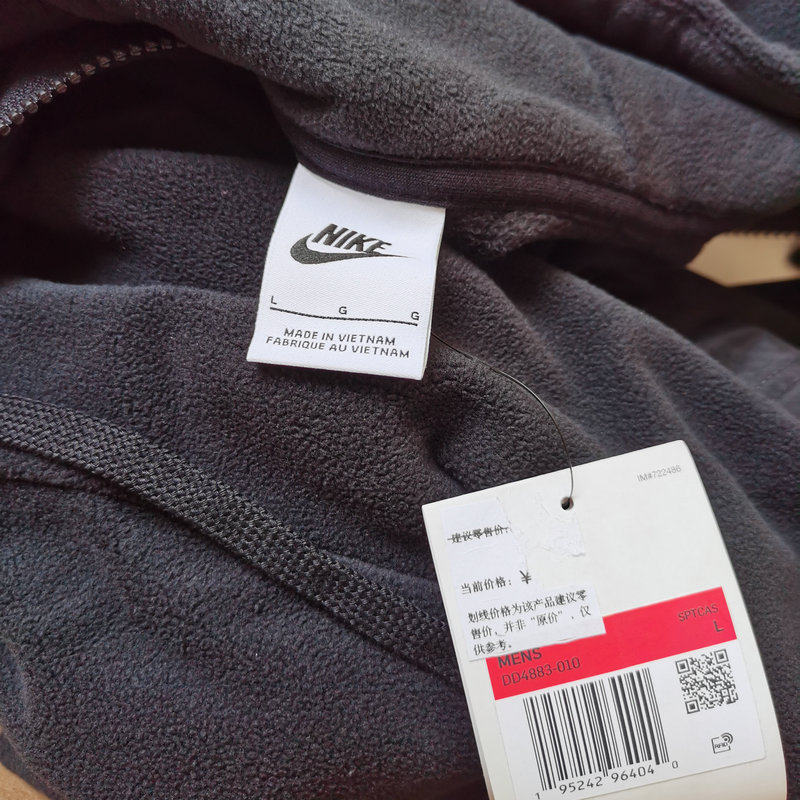 NIKE
L G G
MADE IN VIETNAM
FABRIQUE AU VIETNAM
IM#722486
建议零售价:
当前价格: ¥
划线价格为该产品建议零
售价, 并非“原价”, 仅
供参考。
SPTCAS
MENS L
DD4883-010
RFID
1 95242 96404 0